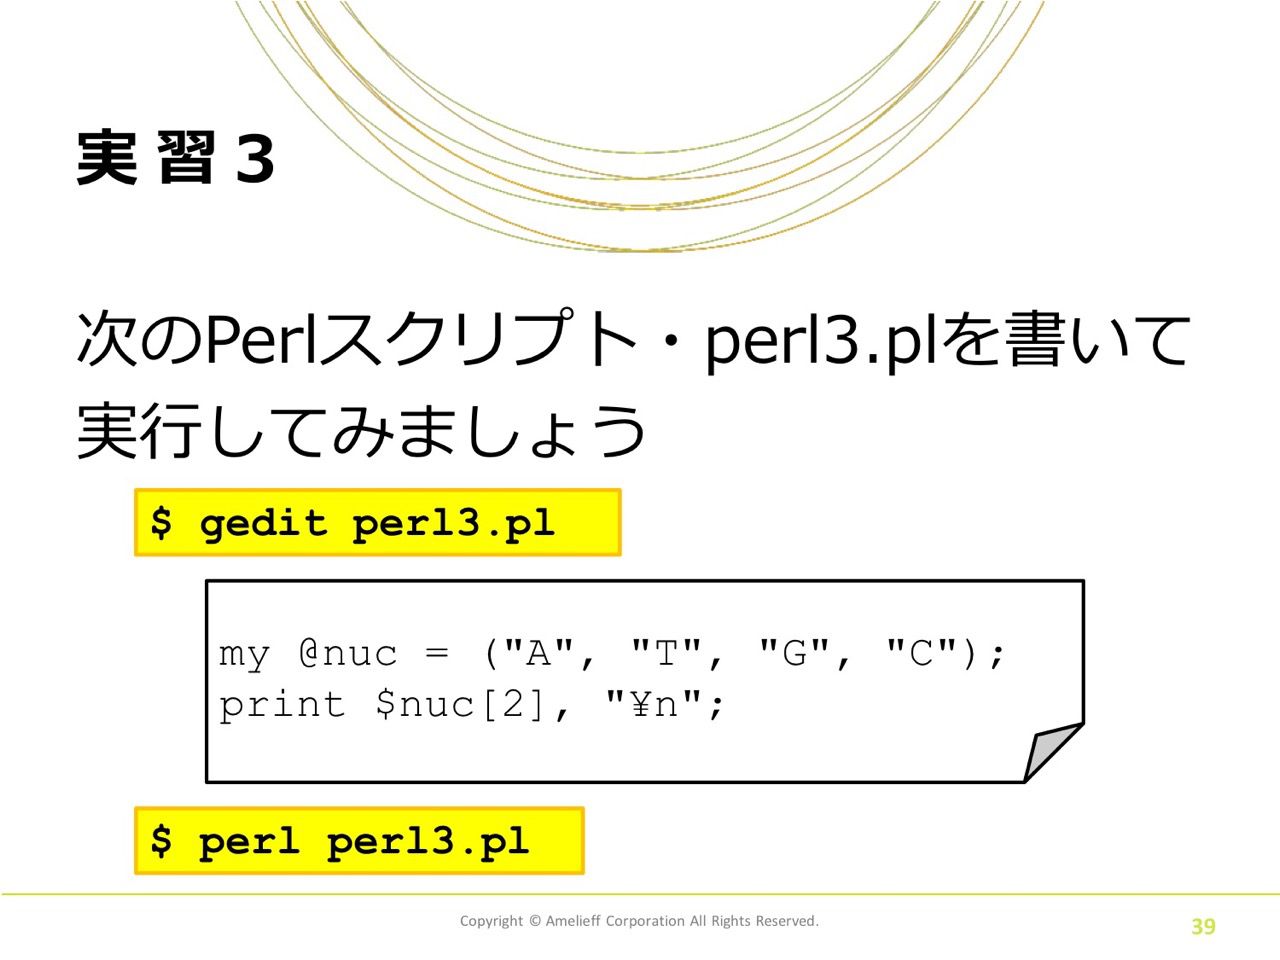 実習３
次のPerlスクリプト・perl3.plを書いて
実行してみましょう
$ gedit perl3.pl
my @nuc = ("A", "T", "G", "C");
print $nuc[2], "¥n";
$ perl perl3.pl
Copyright © Amelieff Corporation All Rights Reserved.
39